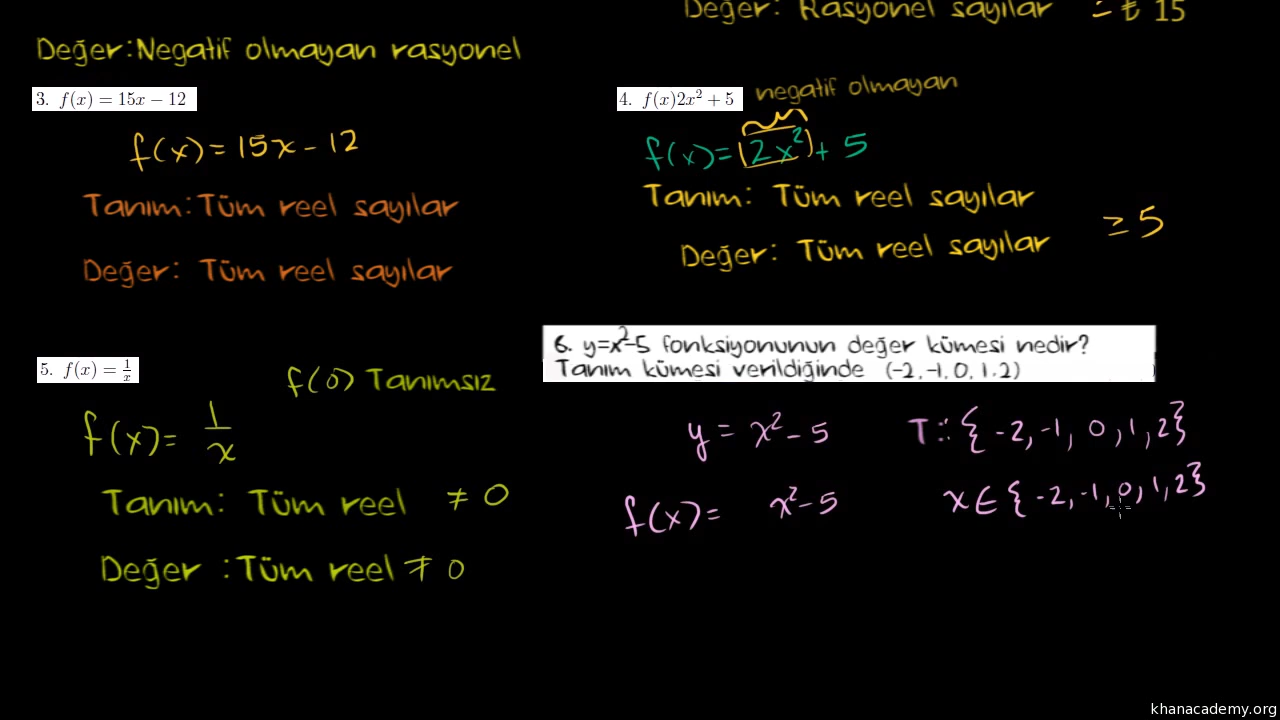 Değer: Rasyonel sayılar = ₺ 15
Değer:Negatif olmayan rasyonel
3. f(x) = 15x − 12
f(x) = 15x - 12
Tanım:Tüm reel sayılar
Değer: Tüm reel sayılar
4. f(x)2x² + 5
negatif olmayan
f(x)=(2x²)+ 5
Tanım: Tüm reel sayılar
Değer: Tüm reel sayılar
≥ 5
5. f(x) = 1/x
f(0) Tanımsız
f(x)= 1/x
Tanım: Tüm reel ≠ 0
Değer :Tüm reel ≠ 0
6. y=x²-5 fonksiyonunun değer kümesi nedir?
Tanım kümesi verildiğinde (-2,-1,0,1,2)
y = x² - 5
T:: {-2,-1, 0, 1, 2}
f(x)= x²-5
x ∈ {-2,-1,0,1,2}
khanacademy.org